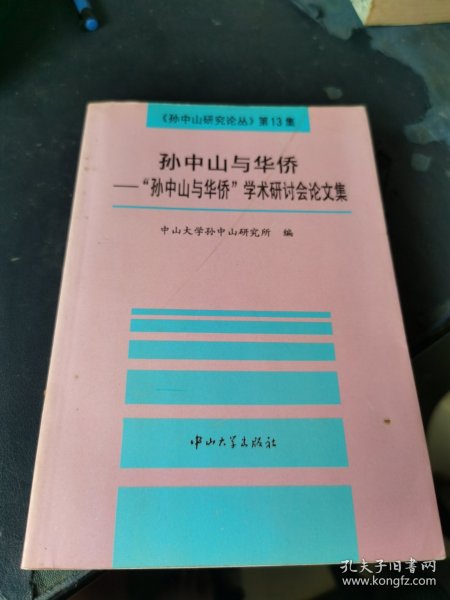 《孙中山研究论丛》第13集
孙中山与华侨
——“孙中山与华侨”学术研讨会论文集
中山大学孙中山研究所 编
中山大学出版社
孔夫子旧书网
www.kongfz.com